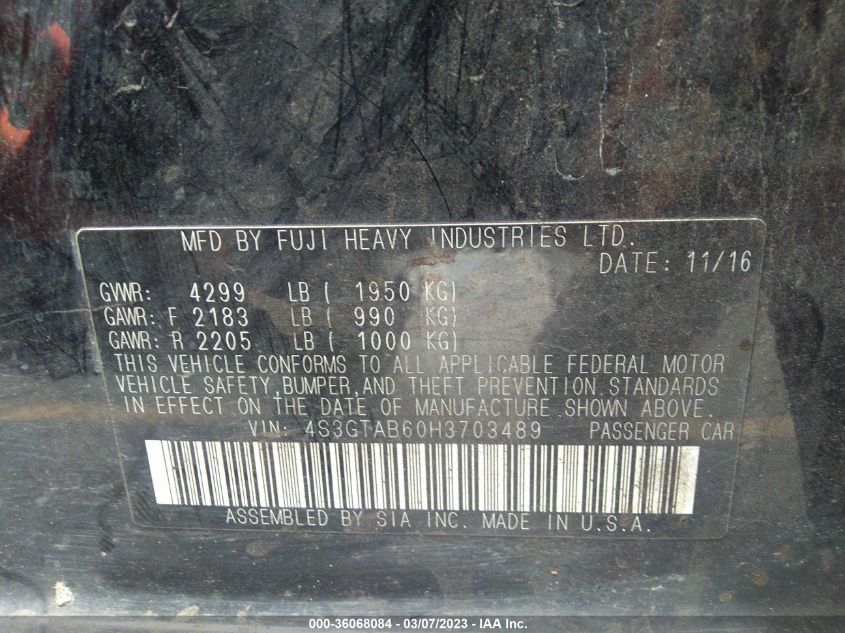 MFD BY FUJI HEAVY INDUSTRIES LTD.
DATE: 11/16
GVWR: 4299 LB ( 1950 KG)
GAWR: F 2183 LB ( 990 KG)
GAWR: R 2205 LB ( 1000 KG)
THIS VEHICLE CONFORMS TO ALL APPLICABLE FEDERAL MOTOR
VEHICLE SAFETY,BUMPER,AND THEFT PREVENTION STANDARDS
IN EFFECT ON THE DATE OF MANUFACTURE SHOWN ABOVE.
VIN: 4S3GTAB60H3703489 PASSENGER CAR
ASSEMBLED BY SIA INC. MADE IN U.S.A.
000-36068084 - 03/07/2023 - IAA Inc.